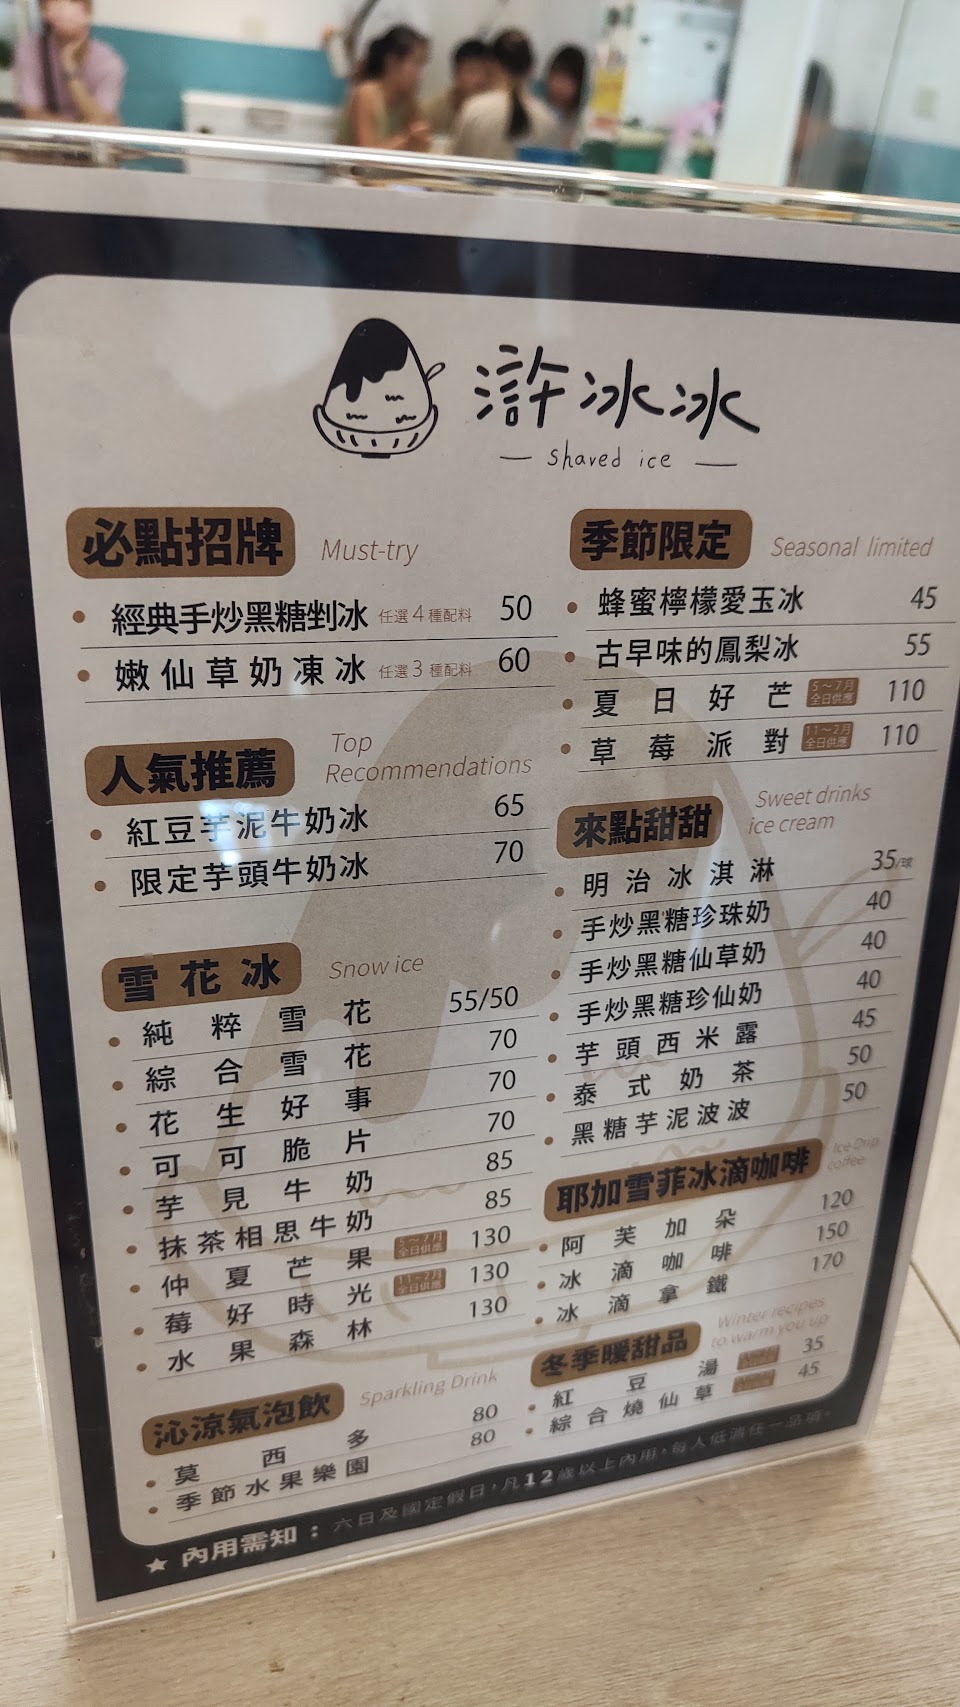 滸冰冰
shaved ice
必點招牌 Must-try
經典手炒黑糖剉冰 任選4種配料 50
嫩仙草奶凍冰 任選3種配料 60
人氣推薦 Top Recommendations
紅豆芋泥牛奶冰 65
限定芋頭牛奶冰 70
雪花冰 Snow ice
純粹雪花 55/50
綜合雪花 70
花生好事 70
可可脆片 70
芋見牛奶 85
抹茶相思牛奶 85
仲夏芒果 5～7月 全日供應 130
莓好時光 11～2月 全日供應 130
水果森林 130
沁涼氣泡飲 Sparkling Drink
莫西多 80
季節水果樂園 80
季節限定 Seasonal limited
蜂蜜檸檬愛玉冰 45
古早味的鳳梨冰 55
夏日好芒 5～7月 全日供應 110
草莓派對 11～2月 全日供應 110
來點甜甜 Sweet drinks ice cream
明治冰淇淋 35/球
手炒黑糖珍珠奶 40
手炒黑糖仙草奶 40
手炒黑糖珍仙奶 40
芋頭西米露 45
泰式奶茶 50
黑糖芋泥波波 50
耶加雪菲冰滴咖啡 Ice Drip coffee
阿芙加朵 120
冰滴咖啡 150
冰滴拿鐵 170
冬季暖甜品 Winter recipes to warm you up
紅豆湯 35
綜合燒仙草 45
★ 內用需知：六日及國定假日，凡12歲以上內用，每人低消任一品項。